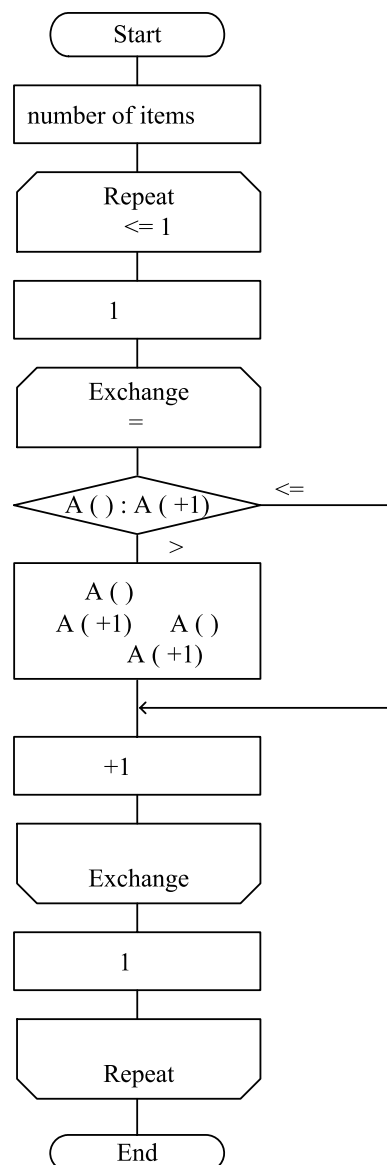 Start
number of items
Repeat
<= 1
1
Exchange
=
A ( ) : A ( +1)
<=
>
A ( )
A ( +1) A ( )
A ( +1)
+1
Exchange
1
Repeat
End